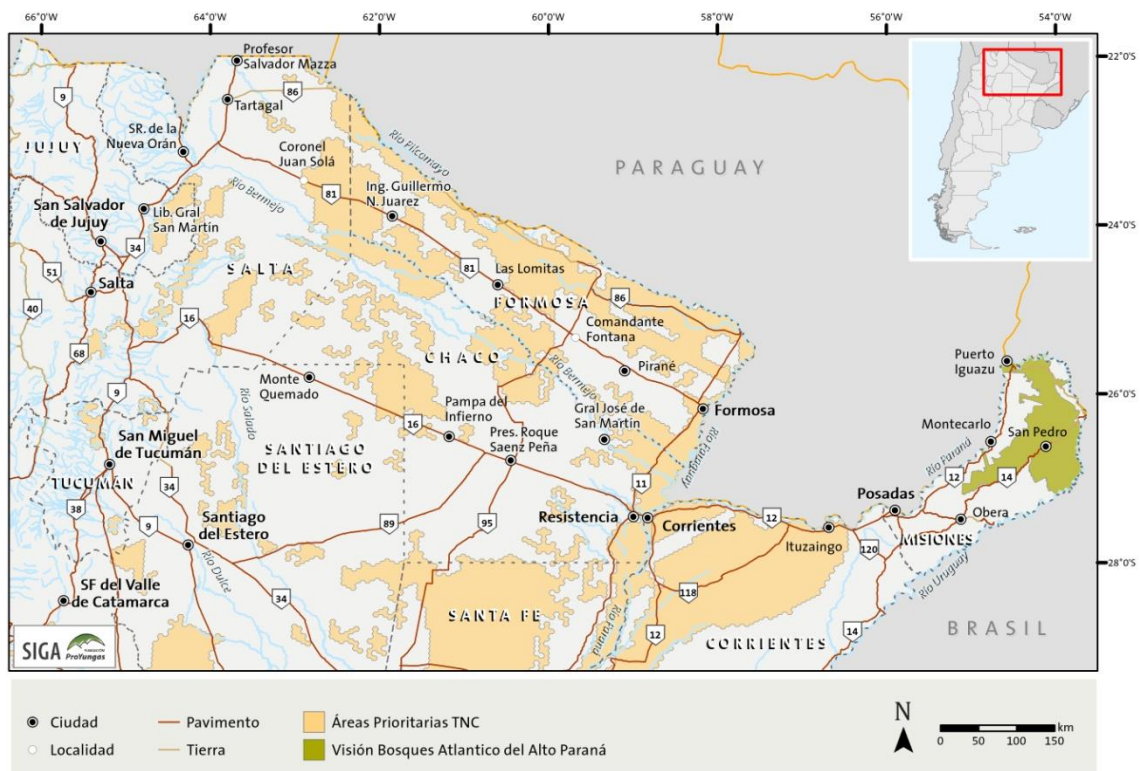 66°0'O
64°0'O
62°0'O
60°0'O
58°0'O
56°0'O
54°0'O
22°0'S
24°0'S
26°0'S
28°0'S
Profesor
Salvador Mazza
Tartagal
86
9
SR. de la
Nueva Orán
JUJUY
Coronel
Juan Solá
Río Pilcomayo
PARAGUAY
Río Bermejo
81
Ing. Guillermo
N. Juarez
San Salvador
de Jujuy
Lib. Gral
San Martín
34
51
Salta
SALTA
81
Las Lomitas
FORMOSA
86
40
16
Comandante
Fontana
68
CHACO
Río Bermejo
Pirané
Puerto
Iguazu
9
Monte
Quemado
Río Salado
Pampa del
Infierno
16
Gral José de
San Martín
Formosa
Río Paraguay
Montecarlo
San Pedro
Río Paraná
San Miguel
de Tucumán
SANTIAGO
DEL ESTERO
Pres. Roque
Saenz Peña
TUCUMÁN
34
11
12
14
38
9
Santiago
del Estero
89
95
Resistencia
Corrientes
12
Ituzaingo
Posadas
Obera
MISIONES
120
Río Uruguay
Río Dulce
SF del Valle
de Catamarca
34
SANTA FE
118
Río Paraná
12
CORRIENTES
14
BRASIL
SIGA
FUNDACIÓN
ProYungas
Ciudad
Pavimento
Áreas Prioritarias TNC
Localidad
Tierra
Visión Bosques Atlantico del Alto Paraná
N
0 50 100 150 km